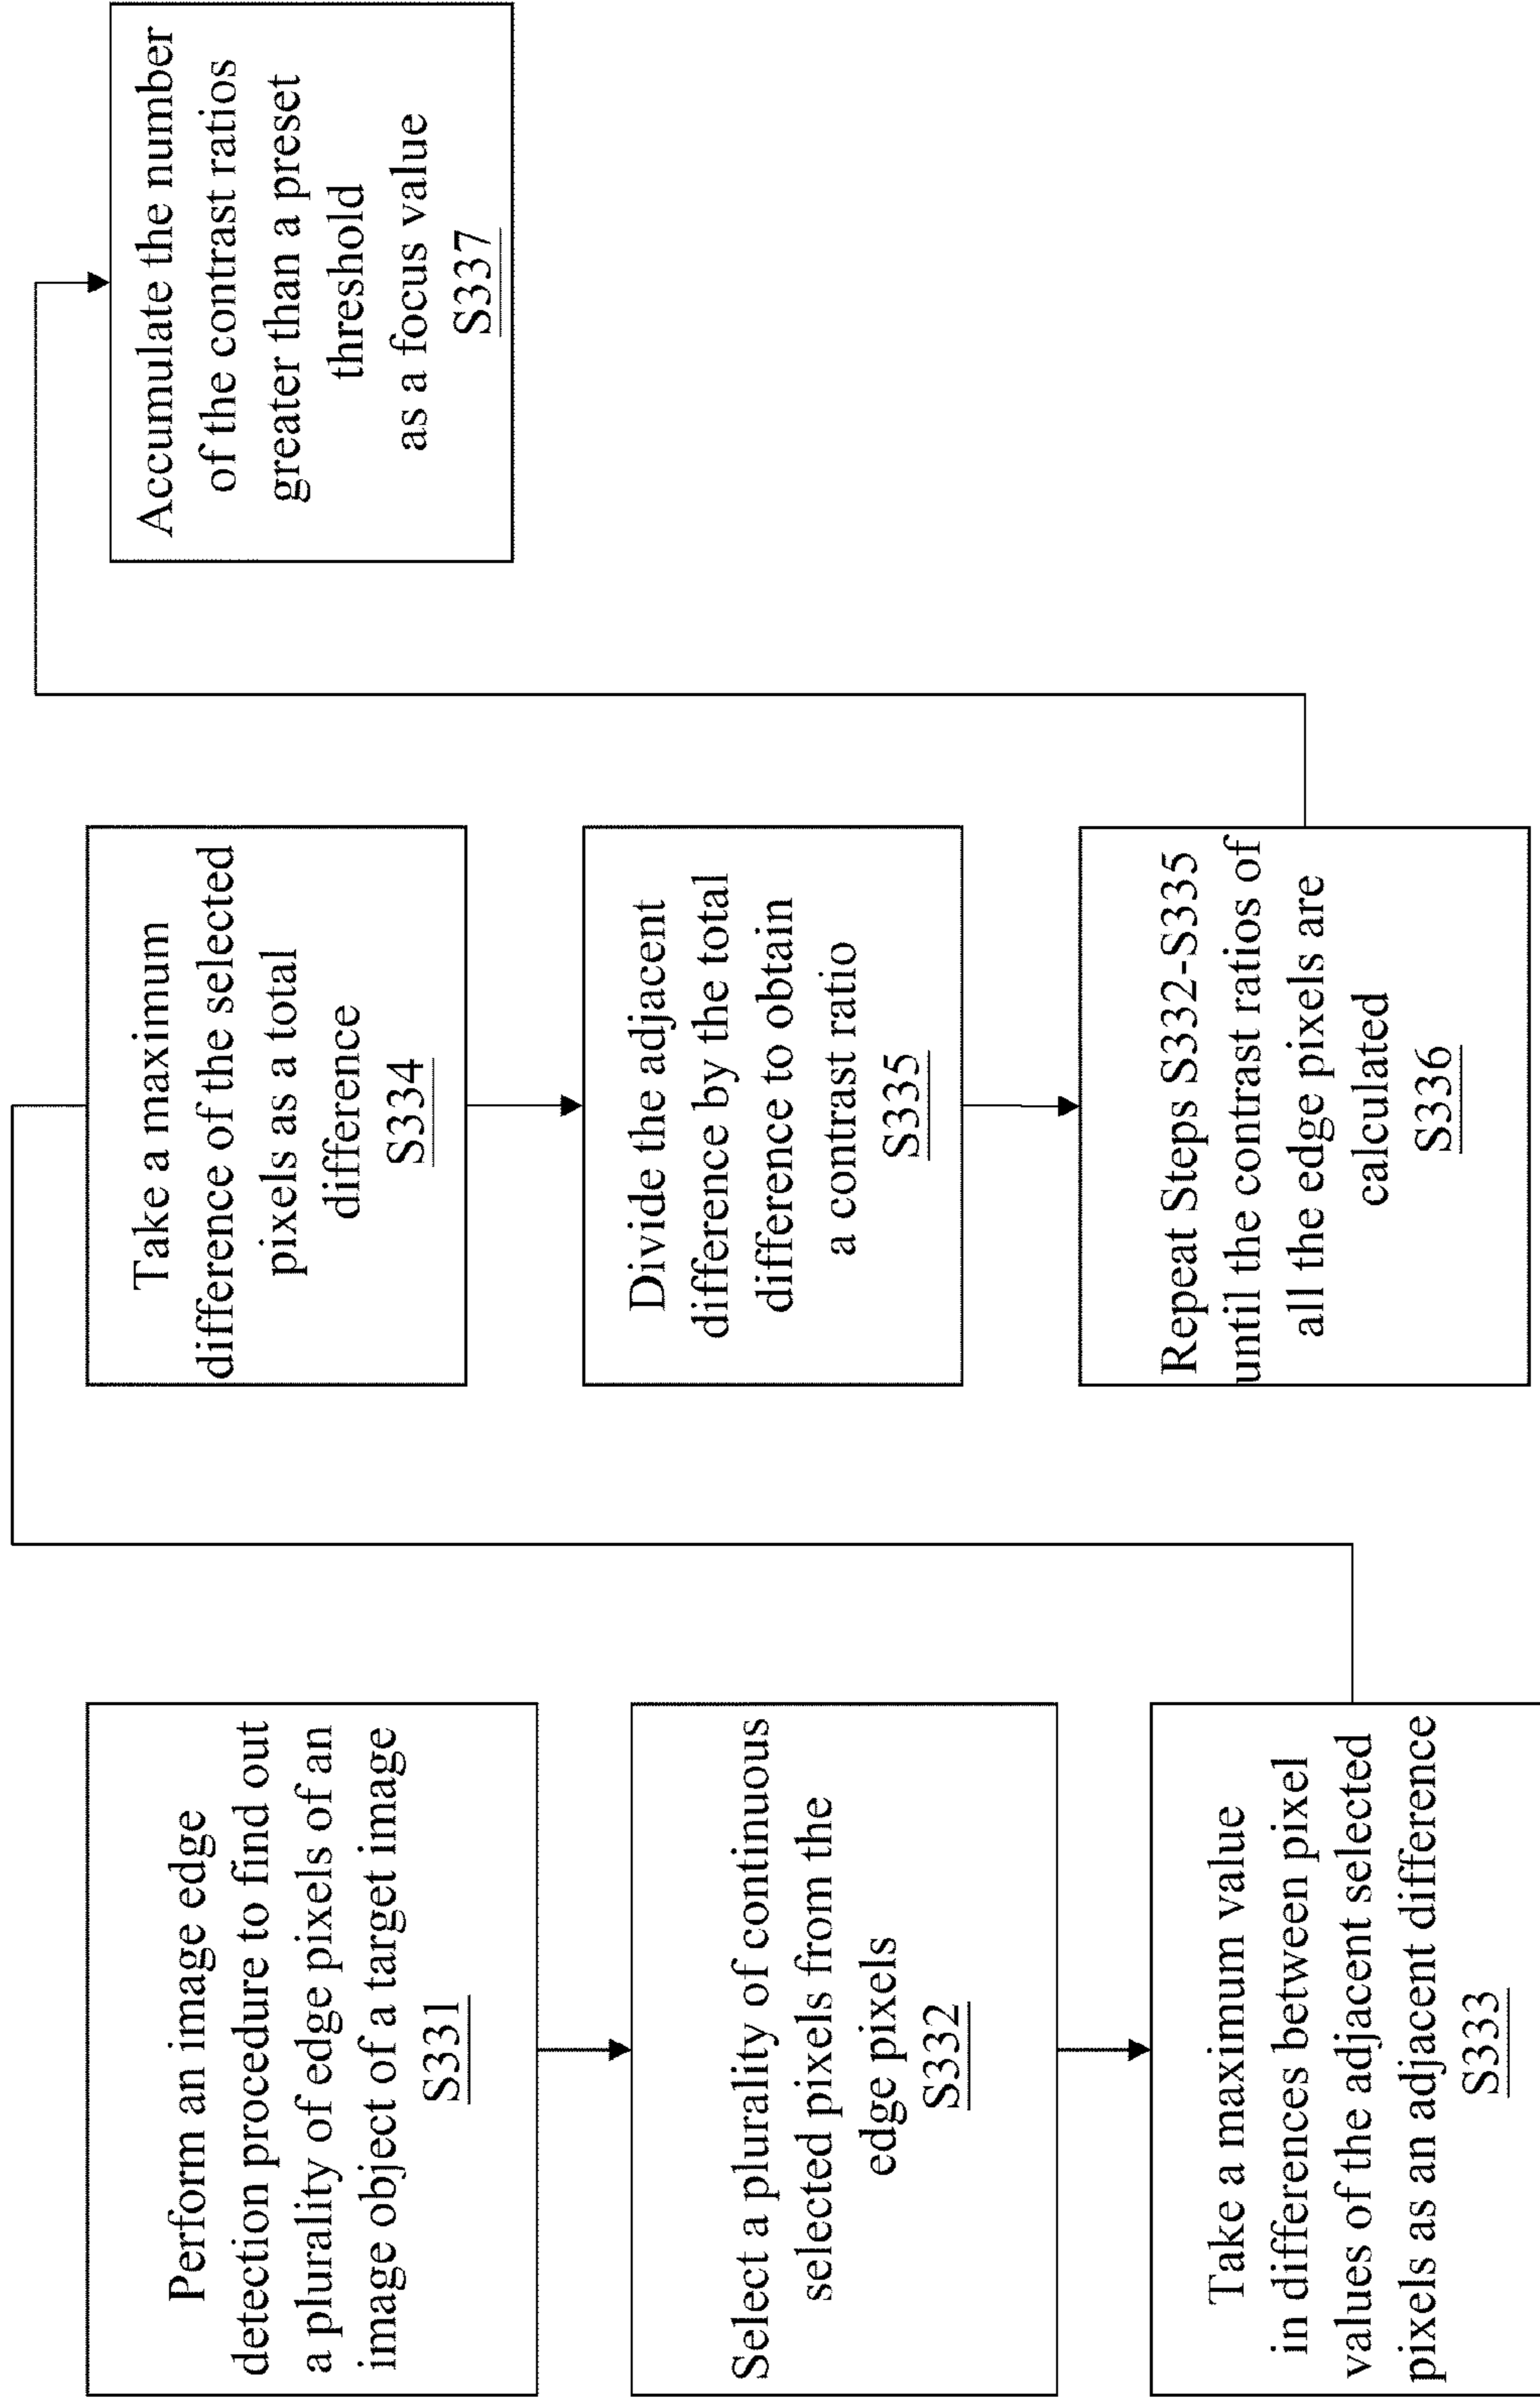 Perform an image edge
detection procedure to find out
a plurality of edge pixels of an
image object of a target image
S331
Select a plurality of continuous
selected pixels from the
edge pixels
S332
Take a maximum value
in differences between pixel
values of the adjacent selected
pixels as an adjacent difference
S333
Take a maximum
difference of the selected
pixels as a total
difference
S334
Divide the adjacent
difference by the total
difference to obtain
a contrast ratio
S335
Repeat Steps S332-S335
until the contrast ratios of
all the edge pixels are
calculated
S336
Accumulate the number
of the contrast ratios
greater than a preset
threshold
as a focus value
S337